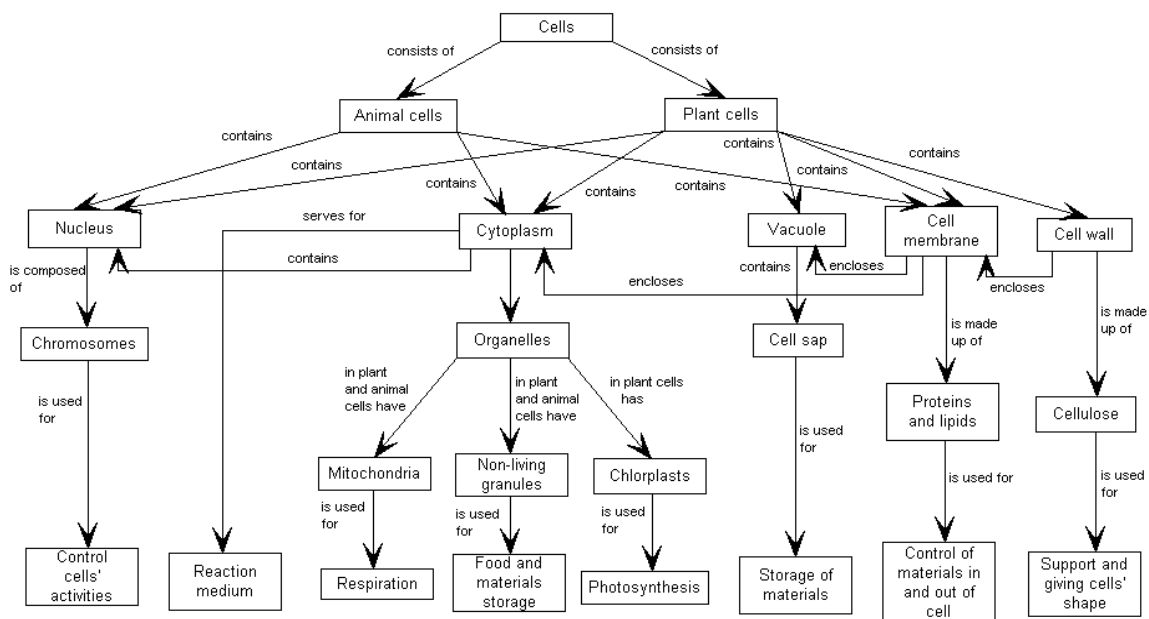 Cells
consists of
consists of
Animal cells
Plant cells
contains
contains
contains
contains
contains
contains
contains
contains
Nucleus
serves for
Cytoplasm
Vacuole
Cell
membrane
Cell wall
is composed
of
contains
encloses
contains
encloses
encloses
Chromosomes
Organelles
Cell sap
is made
up of
is made
up of
is used
for
in plant
and animal
cells have
in plant
and animal
cells have
in plant cells
has
is used
for
Proteins
and lipids
Cellulose
Mitochondria
Non-living
granules
Chlorplasts
is used
for
is used
for
is used
for
is used for
is used
for
Control
cells'
activities
Reaction
medium
Respiration
Food and
materials
storage
Photosynthesis
Storage of
materials
Control of
materials in
and out of
cell
Support and
giving cells'
shape